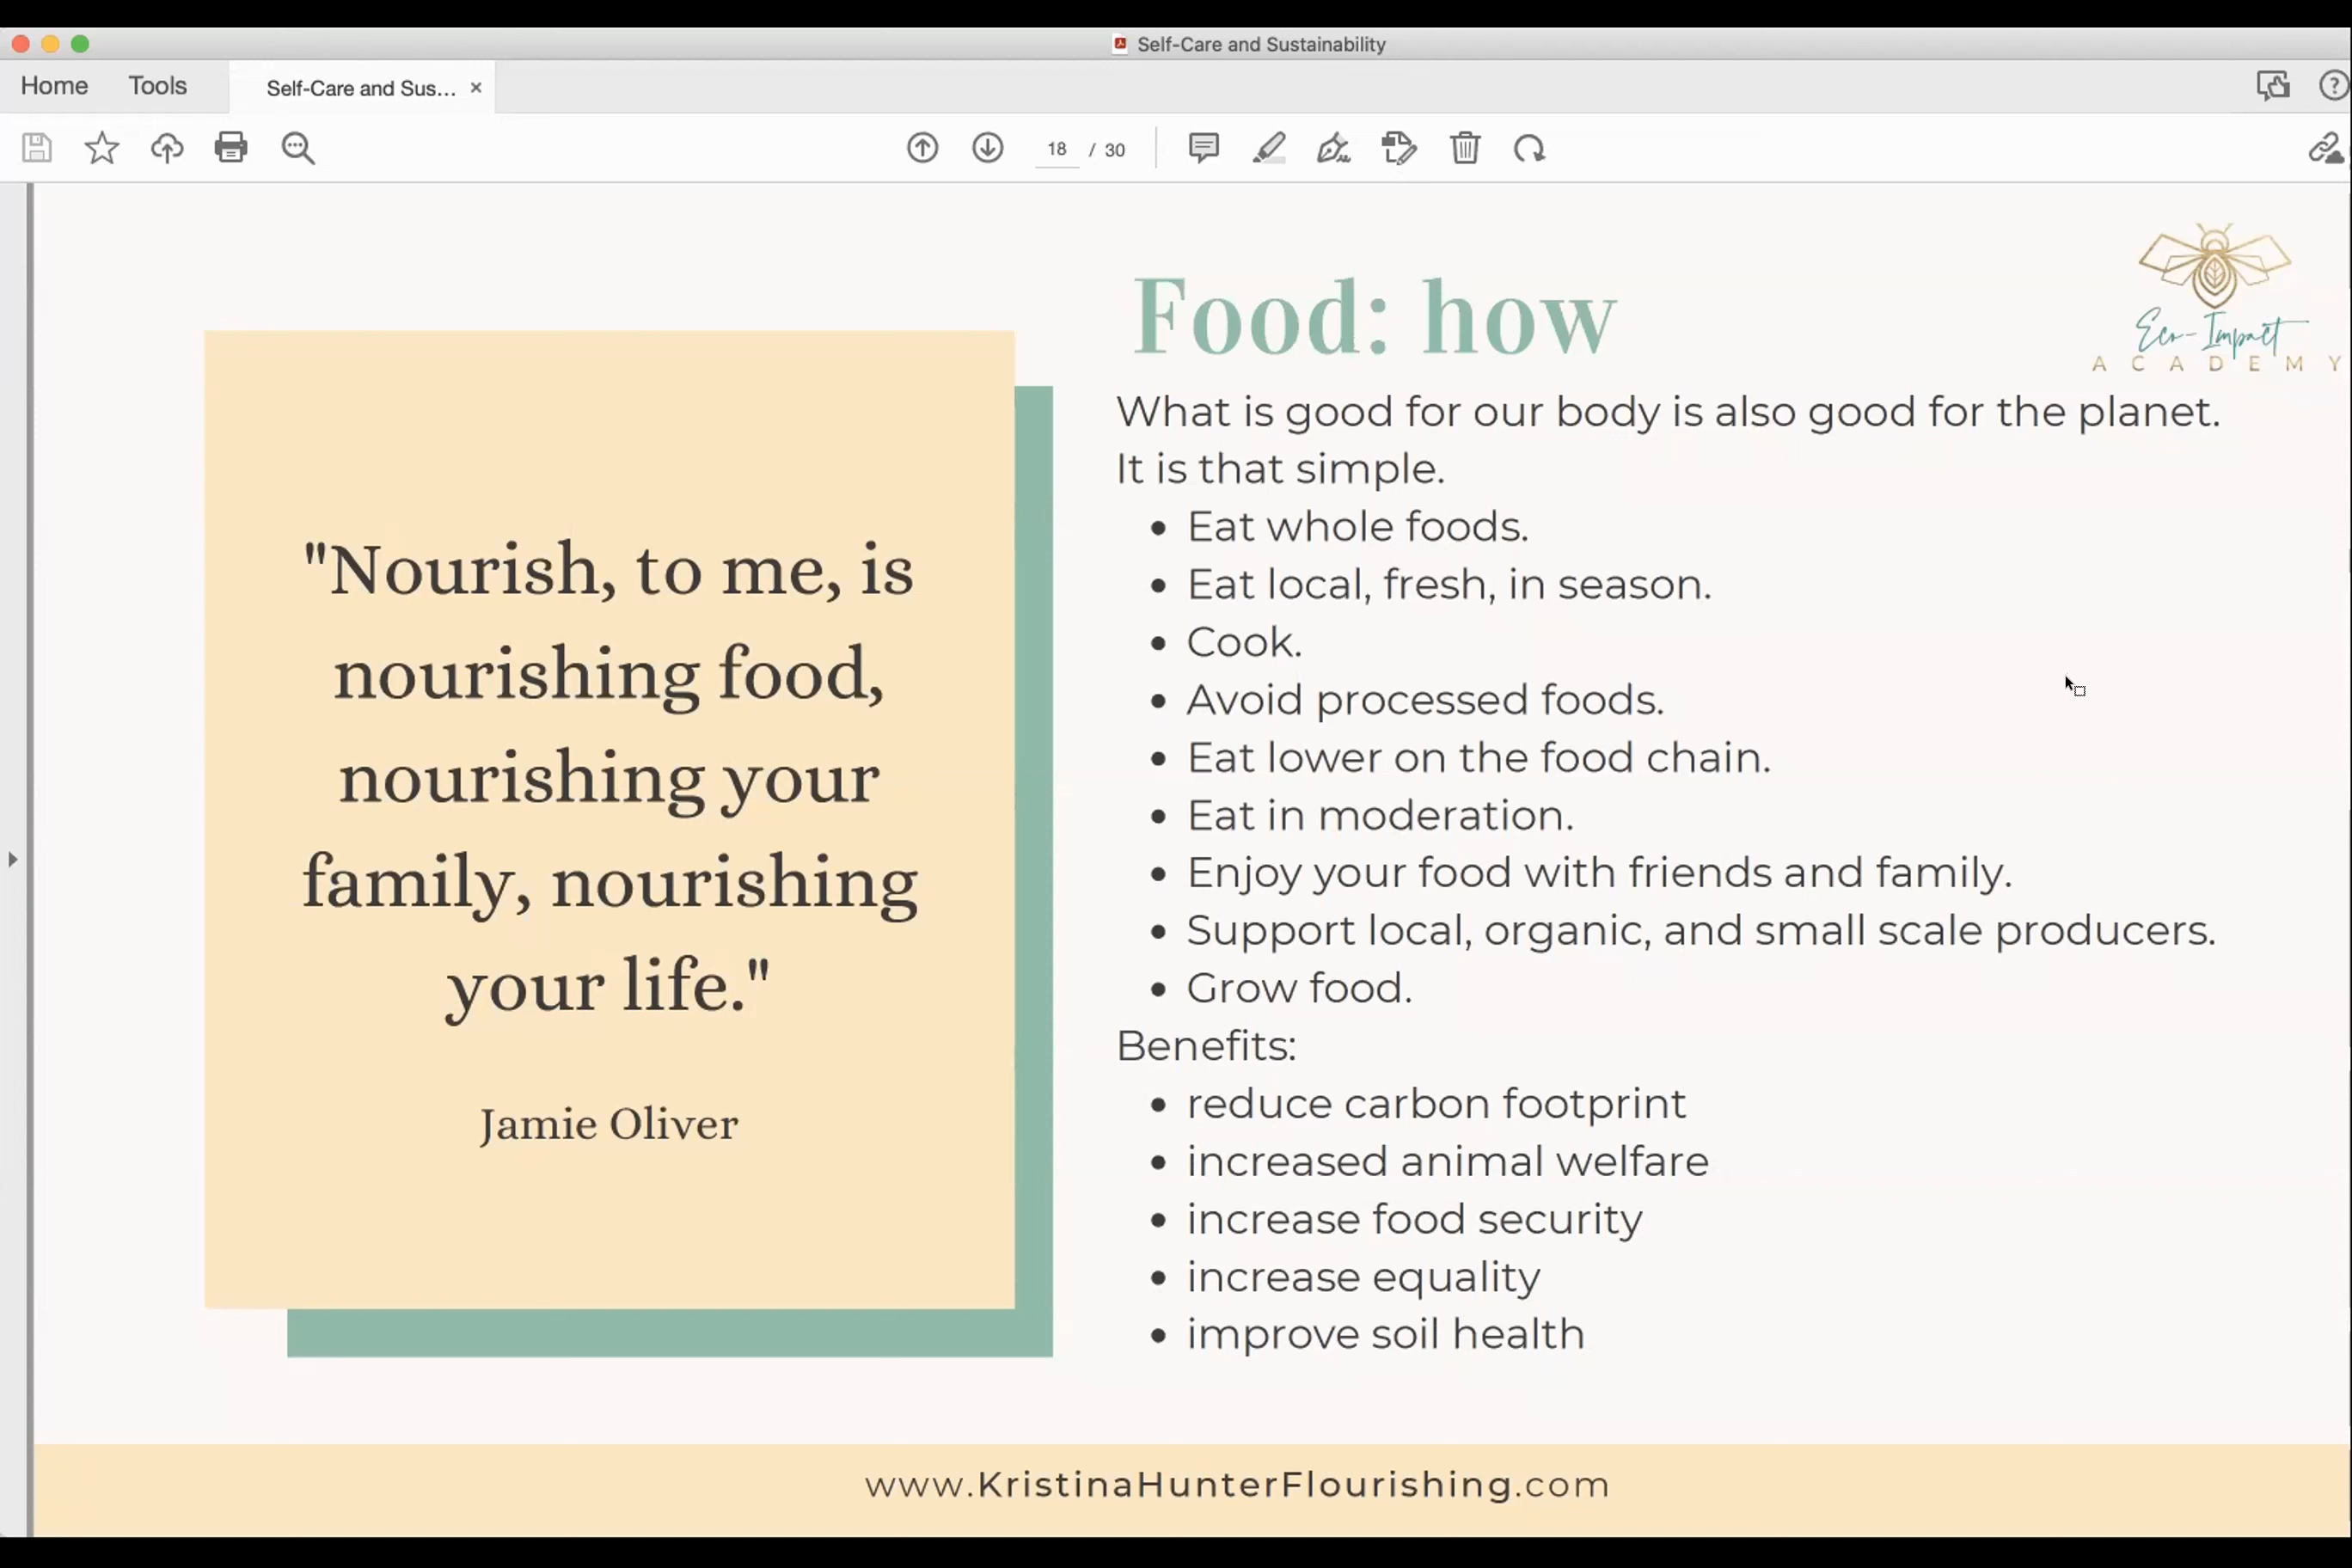 Self-Care and Sustainability
Home Tools Self-Care and Sus... ×
18 / 30
Eco-Impact
ACADEMY
"Nourish, to me, is
nourishing food,
nourishing your
family, nourishing
your life."
Jamie Oliver
Food: how
What is good for our body is also good for the planet.
It is that simple.
• Eat whole foods.
• Eat local, fresh, in season.
• Cook.
• Avoid processed foods.
• Eat lower on the food chain.
• Eat in moderation.
• Enjoy your food with friends and family.
• Support local, organic, and small scale producers.
• Grow food.
Benefits:
• reduce carbon footprint
• increased animal welfare
• increase food security
• increase equality
• improve soil health
www.KristinaHunterFlourishing.com